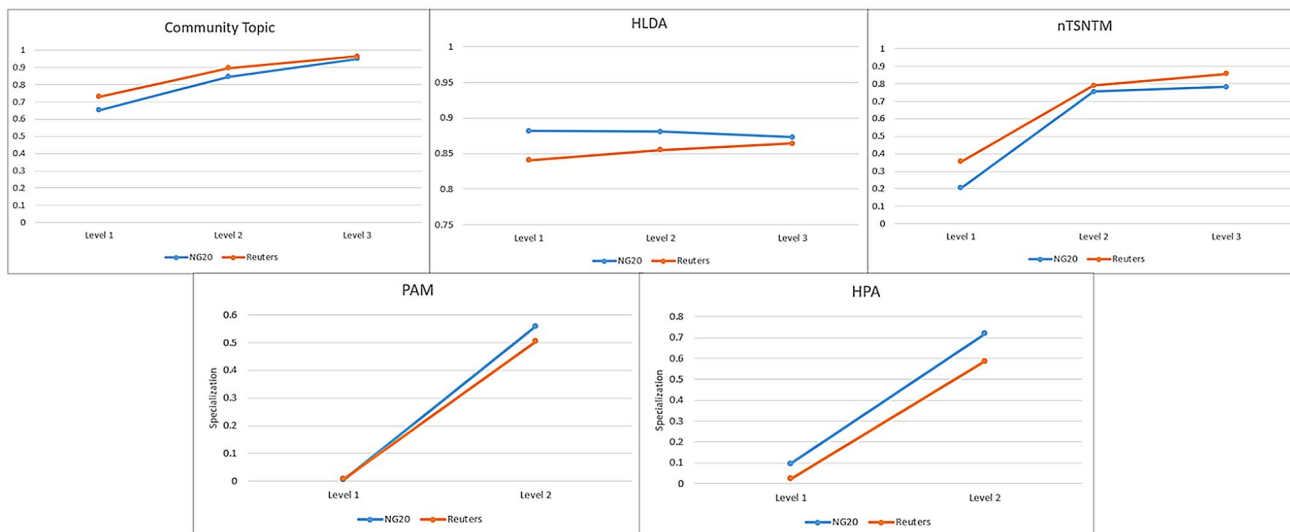 Community Topic
1
0.9
0.8
0.7
0.6
0.5
0.4
0.3
0.2
0.1
0
Level 1 Level 2 Level 3
NG20 Reuters
HLDA
1
0.95
0.9
0.85
0.8
0.75
Level 1 Level 2 Level 3
NG20 Reuters
nTSNTM
1
0.9
0.8
0.7
0.6
0.5
0.4
0.3
0.2
0.1
0
Level 1 Level 2 Level 3
NG20 Reuters
PAM
Specialization
0.6
0.5
0.4
0.3
0.2
0.1
0
Level 1 Level 2
NG20 Reuters
HPA
Specialization
0.8
0.7
0.6
0.5
0.4
0.3
0.2
0.1
0
Level 1 Level 2
NG20 Reuters